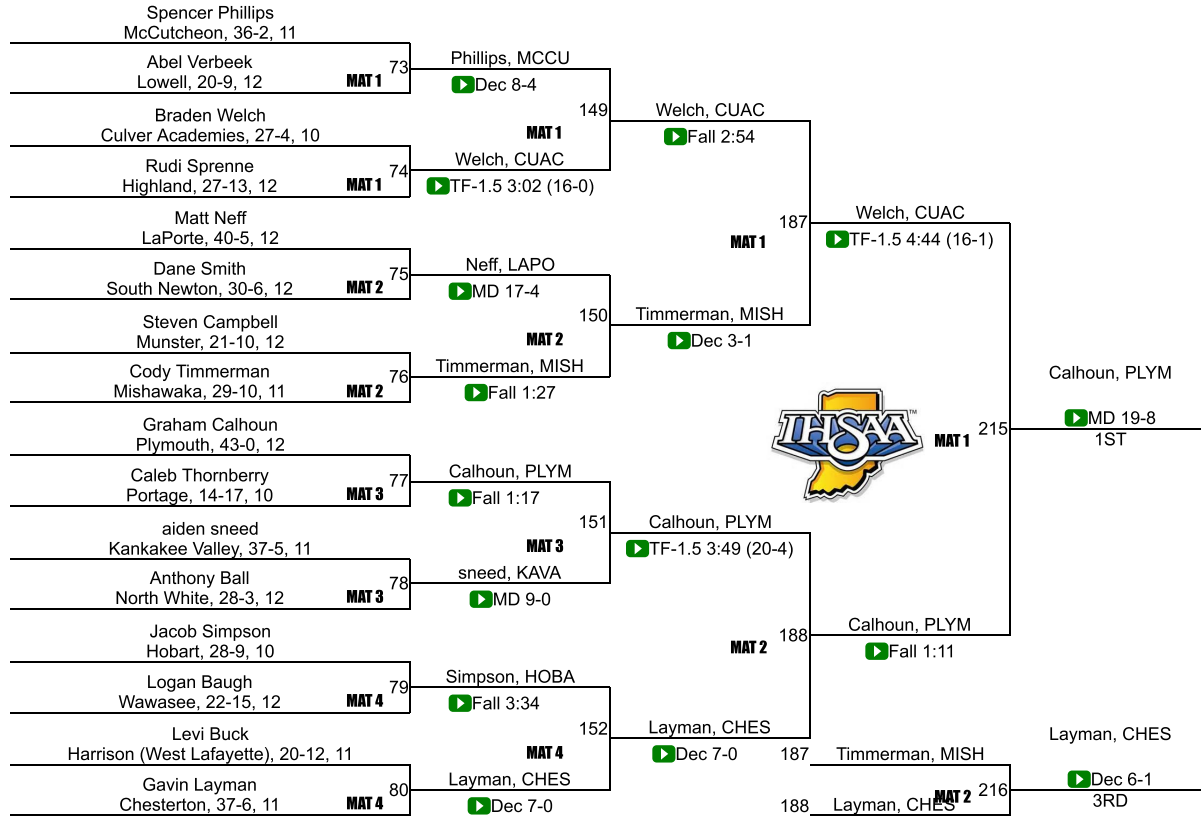 Spencer Phillips
McCutcheon, 36-2, 11
73
Abel Verbeek
Lowell, 20-9, 12
MAT 1
Phillips, MCCU
Dec 8-4
Braden Welch
Culver Academies, 27-4, 10
149
MAT 1
Welch, CUAC
Fall 2:54
Rudi Sprenne
Highland, 27-13, 12
MAT 1
74
Welch, CUAC
TF-1.5 3:02 (16-0)
Matt Neff
LaPorte, 40-5, 12
187
MAT 1
Welch, CUAC
TF-1.5 4:44 (16-1)
Dane Smith
South Newton, 30-6, 12
MAT 2
75
Neff, LAPO
MD 17-4
Steven Campbell
Munster, 21-10, 12
150
MAT 2
Timmerman, MISH
Dec 3-1
Cody Timmerman
Mishawaka, 29-10, 11
MAT 2
76
Timmerman, MISH
Fall 1:27
Graham Calhoun
Plymouth, 43-0, 12
IHSAA
TM
MAT 1
215
Calhoun, PLYM
MD 19-8
1ST
Caleb Thornberry
Portage, 14-17, 10
MAT 3
77
Calhoun, PLYM
Fall 1:17
aiden sneed
Kankakee Valley, 37-5, 11
151
MAT 3
Calhoun, PLYM
TF-1.5 3:49 (20-4)
Anthony Ball
North White, 28-3, 12
MAT 3
78
sneed, KAVA
MD 9-0
Jacob Simpson
Hobart, 28-9, 10
MAT 2
188
Calhoun, PLYM
Fall 1:11
Logan Baugh
Wawasee, 22-15, 12
MAT 4
79
Simpson, HOBA
Fall 3:34
Levi Buck
Harrison (West Lafayette), 20-12, 11
152
MAT 4
Layman, CHES
Dec 7-0
Gavin Layman
Chesterton, 37-6, 11
MAT 4
80
Layman, CHES
Dec 7-0
187
Timmerman, MISH
188
Layman, CHES
MAT 2
216
Layman, CHES
Dec 6-1
3RD